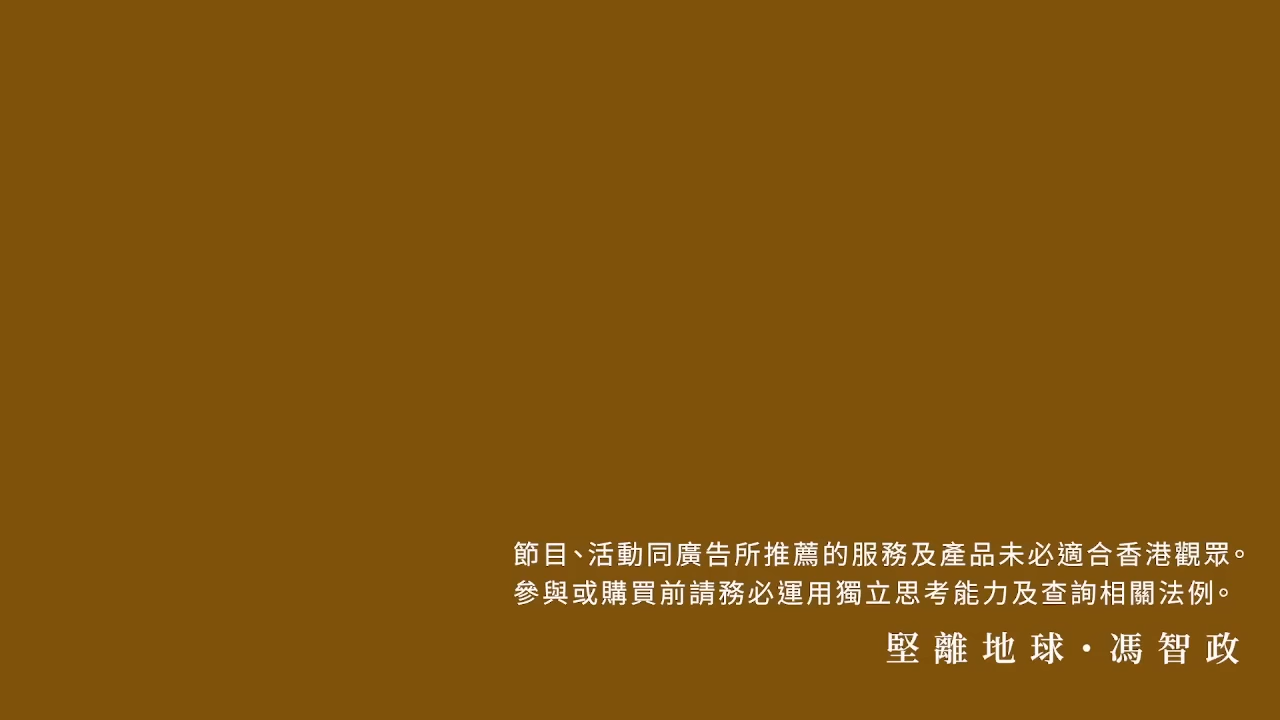 節目、活動同廣告所推薦的服務及產品未必適合香港觀眾。
參與或購買前請務必運用獨立思考能力及查詢相關法例。
堅離地球・馮智政